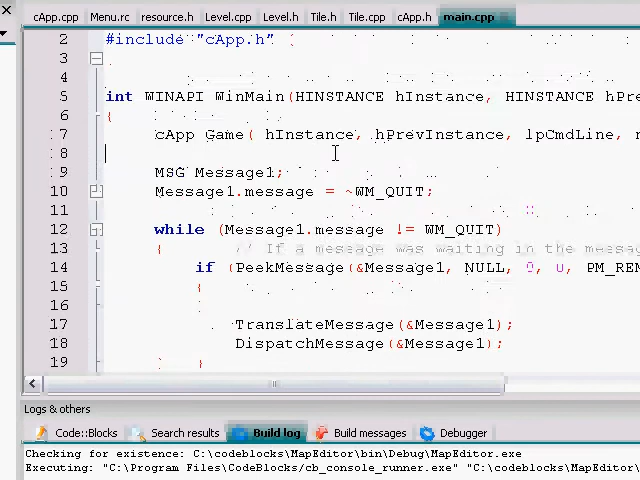 cApp.cpp Menu.rc resource.h Level.cpp Level.h Tile.h Tile.cpp cApp.h main.cpp
2 #include "cApp.h"
3
4
5 int WINAPI WinMain(HINSTANCE hInstance, HINSTANCE hPre
6 {
7 cApp Game( hInstance, hPrevInstance, lpCmdLine, n
8
9 MSG Message1;
10 Message1.message = ~WM_QUIT;
11
12 while (Message1.message != WM_QUIT)
13 { // If a message was waiting in the messa
14 if (PeekMessage(&Message1, NULL, 0, 0, PM_REM
15 {
16
17 TranslateMessage(&Message1);
18 DispatchMessage(&Message1);
19 }
Logs & others
Code::Blocks Search results Build log Build messages Debugger
Checking for existence: C:\codeblocks\MapEditor\bin\Debug\MapEditor.exe
Executing: "C:\Program Files\CodeBlocks/cb_console_runner.exe" "C:\codeblocks\MapE